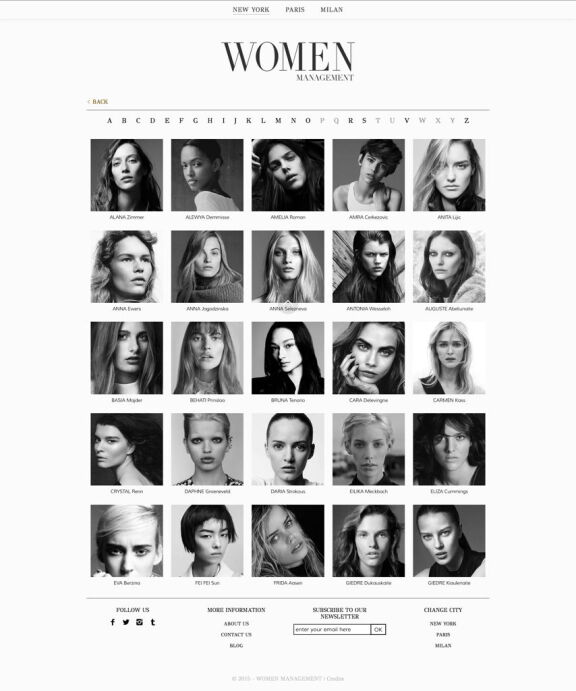 NEW YORK PARIS MILAN
WOMEN
MANAGEMENT
< BACK
A B C D E F G H I J K L M N O P Q R S T U V W X Y Z
ALANA Zimmer ALEWYA Demmisse AMELIA Roman AMRA Cerkezovic ANITA Lijic
ANNA Ewers ANNA Jagodzinska ANNA Selezneva ANTONIA Wesseloh AUGUSTE Abeliunaite
BASIA Majder BEHATI Prinsloo BRUNA Tenorio CARA Delevingne CARMEN Kass
CRYSTAL Renn DAPHNE Groeneveld DARIA Strokous EILIKA Meckbach ELIZA Cummings
EVA Berzina FEI FEI Sun FRIDA Aasen GIEDRE Dukauskaite GIEDRE Kiaulenaite
FOLLOW US MORE INFORMATION SUBSCRIBE TO OUR CHANGE CITY
NEWSLETTER
ABOUT US enter your email here OK NEW YORK
CONTACT US PARIS
BLOG MILAN
© 2015 - WOMEN MANAGEMENT | Credits